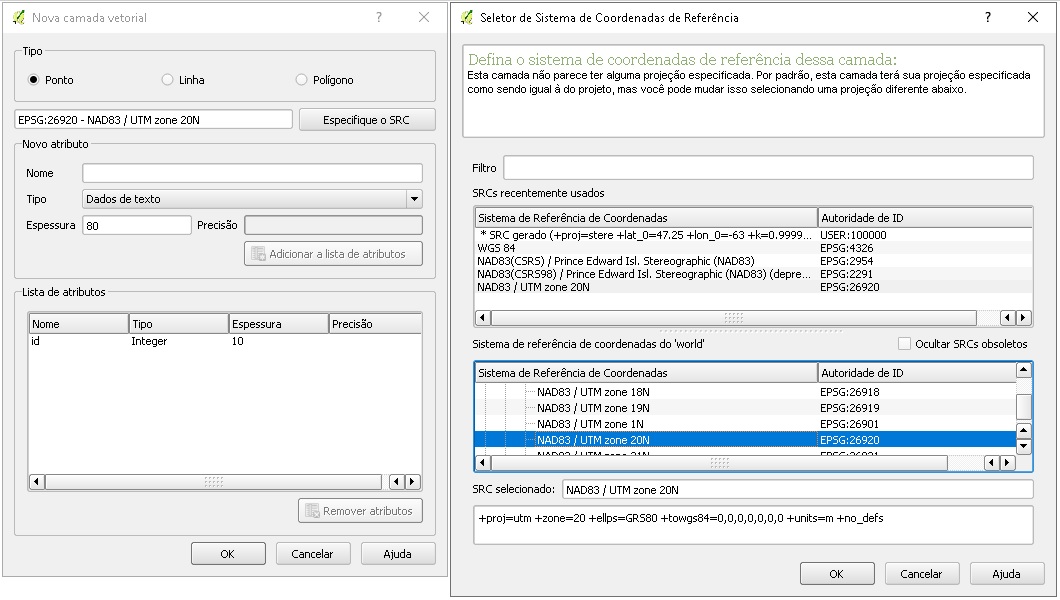 Nova camada vetorial
?
Tipo
Ponto
Linha
Polígono
EPSG:26920 - NAD83 / UTM zone 20N
Especifique o SRC
Novo atributo
Nome
Tipo
Dados de texto
Espessura
80
Precisão
Adicionar a lista de atributos
Lista de atributos
Nome Tipo Espessura Precisão
id Integer 10
Remover atributos
OK
Cancelar
Ajuda
Seletor de Sistema de Coordenadas de Referência
?
Defina o sistema de coordenadas de referência dessa camada:
Esta camada não parece ter alguma projeção especificada. Por padrão, esta camada terá sua projeção especificada
como sendo igual à do projeto, mas você pode mudar isso selecionando uma projeção diferente abaixo.
Filtro
SRCs recentemente usados
Sistema de Referência de Coordenadas Autoridade de ID
* SRC gerado (+proj=stere +lat_0=47.25 +lon_0=-63 +k=0.9999... USER:100000
WGS 84 EPSG:4326
NAD83(CSRS) / Prince Edward Isl. Stereographic (NAD83) EPSG:2954
NAD83(CSRS98) / Prince Edward Isl. Stereographic (NAD83) (depre... EPSG:2291
NAD83 / UTM zone 20N EPSG:26920
Sistema de referência de coordenadas do 'world'
Ocultar SRCs obsoletos
Sistema de Referência de Coordenadas Autoridade de ID
NAD83 / UTM zone 18N EPSG:26918
NAD83 / UTM zone 19N EPSG:26919
NAD83 / UTM zone 1N EPSG:26901
NAD83 / UTM zone 20N EPSG:26920
NAD83 / UTM zone 21N EPSG:26921
SRC selecionado:
NAD83 / UTM zone 20N
+proj=utm +zone=20 +ellps=GRS80 +towgs84=0,0,0,0,0,0,0 +units=m +no_defs
OK
Cancelar
Ajuda